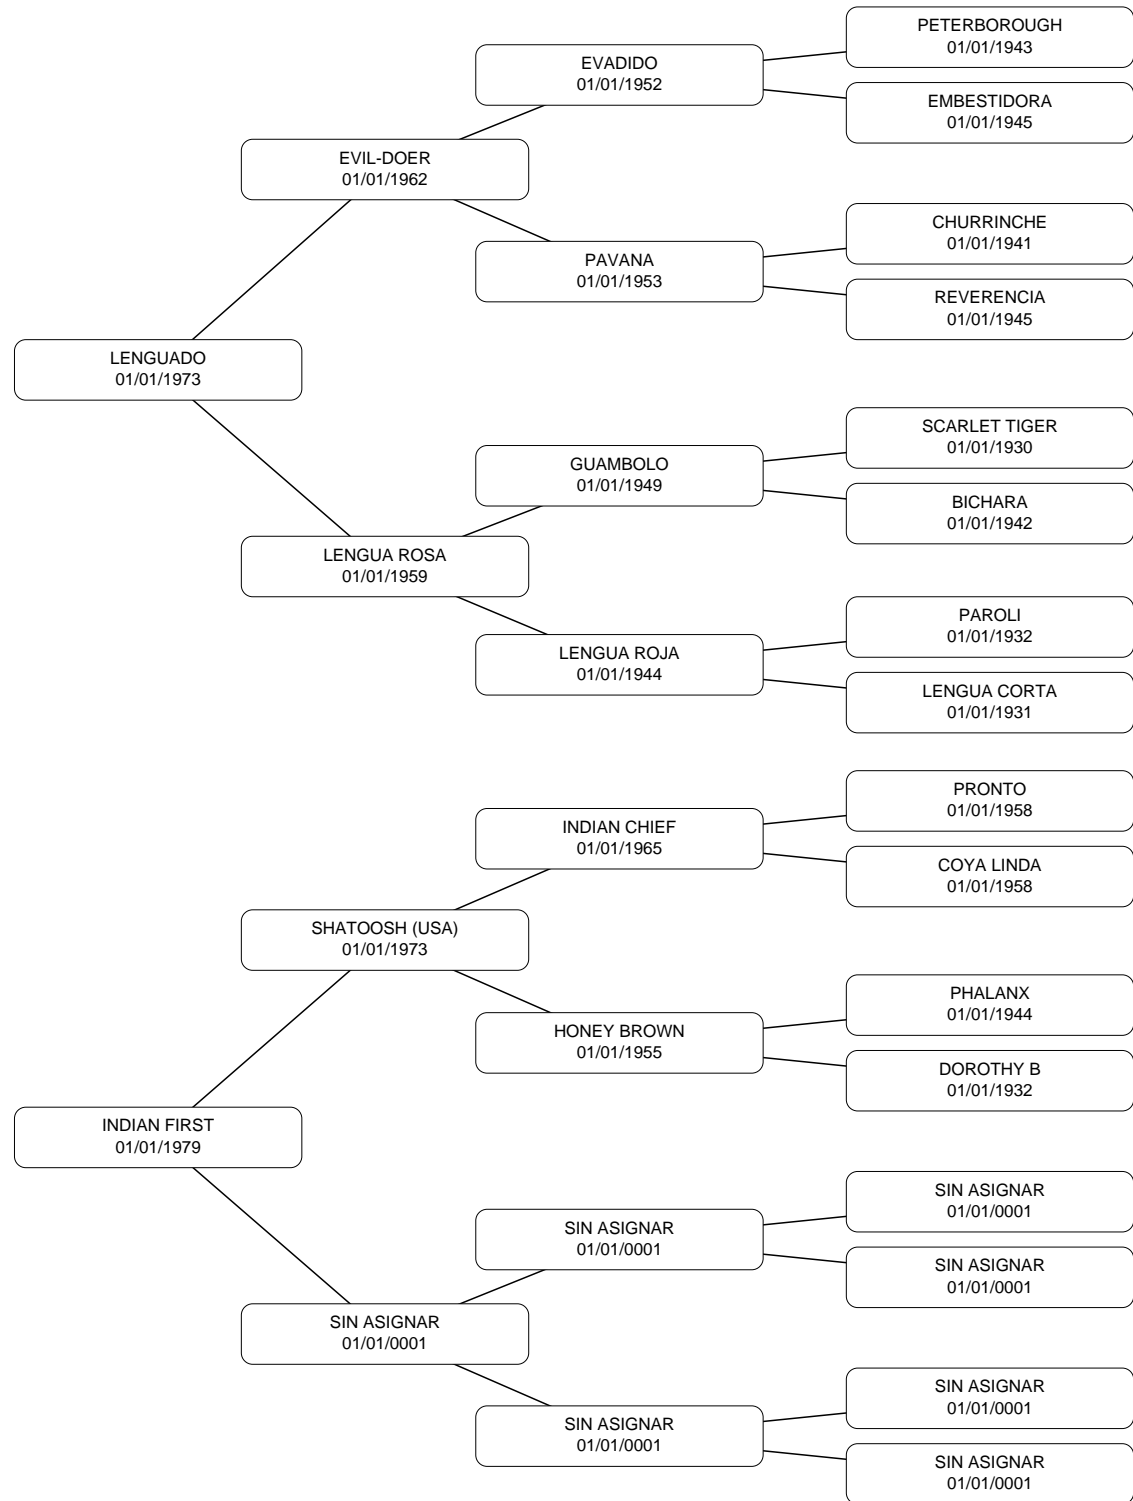 PETERBOROUGH
01/01/1943
EVADIDO
01/01/1952
EMBESTIDORA
01/01/1945
EVIL-DOER
01/01/1962
CHURRINCHE
01/01/1941
PAVANA
01/01/1953
REVERENCIA
01/01/1945
LENGUADO
01/01/1973
SCARLET TIGER
01/01/1930
GUAMBOLO
01/01/1949
BICHARA
01/01/1942
LENGUA ROSA
01/01/1959
PAROLI
01/01/1932
LENGUA ROJA
01/01/1944
LENGUA CORTA
01/01/1931
PRONTO
01/01/1958
INDIAN CHIEF
01/01/1965
COYA LINDA
01/01/1958
SHATOOSH (USA)
01/01/1973
PHALANX
01/01/1944
HONEY BROWN
01/01/1955
DOROTHY B
01/01/1932
INDIAN FIRST
01/01/1979
SIN ASIGNAR
01/01/0001
SIN ASIGNAR
01/01/0001
SIN ASIGNAR
01/01/0001
SIN ASIGNAR
01/01/0001
SIN ASIGNAR
01/01/0001
SIN ASIGNAR
01/01/0001
SIN ASIGNAR
01/01/0001